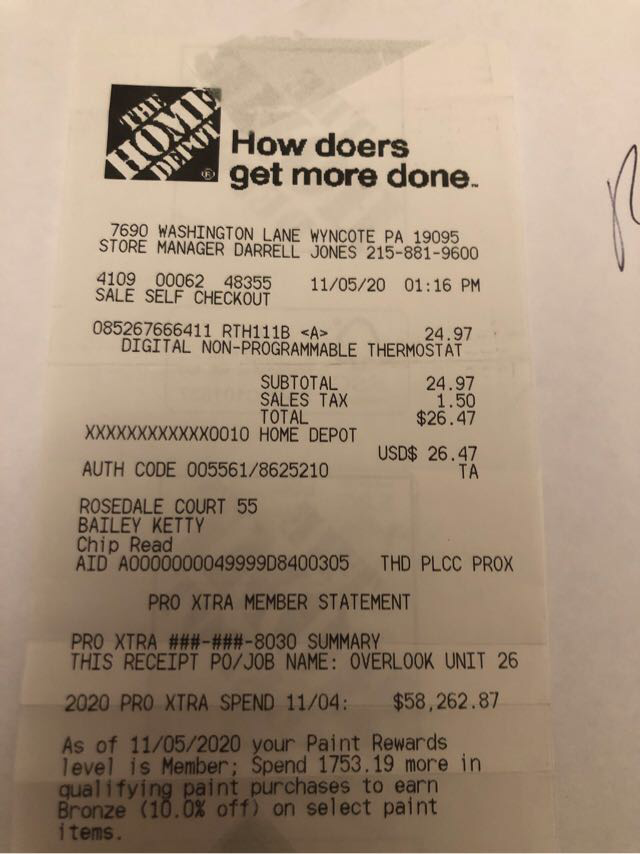 THE
HOME
DEPOT
®
How doers
get more done™
7690 WASHINGTON LANE WYNCOTE PA 19095
STORE MANAGER DARRELL JONES 215-881-9600
4109 00062 48355 11/05/20 01:16 PM
SALE SELF CHECKOUT
085267666411 RTH111B <A> 24.97
DIGITAL NON-PROGRAMMABLE THERMOSTAT
SUBTOTAL 24.97
SALES TAX 1.50
TOTAL $26.47
XXXXXXXXXXXX0010 HOME DEPOT
USD$ 26.47
AUTH CODE 005561/8625210 TA
ROSEDALE COURT 55
BAILEY KETTY
Chip Read
AID A0000000049999D8400305 THD PLCC PROX
PRO XTRA MEMBER STATEMENT
PRO XTRA ###-###-8030 SUMMARY
THIS RECEIPT PO/JOB NAME: OVERLOOK UNIT 26
2020 PRO XTRA SPEND 11/04: $58,262.87
As of 11/05/2020 your Paint Rewards
level is Member; Spend 1753.19 more in
qualifying paint purchases to earn
Bronze (10.0% off) on select paint
items.